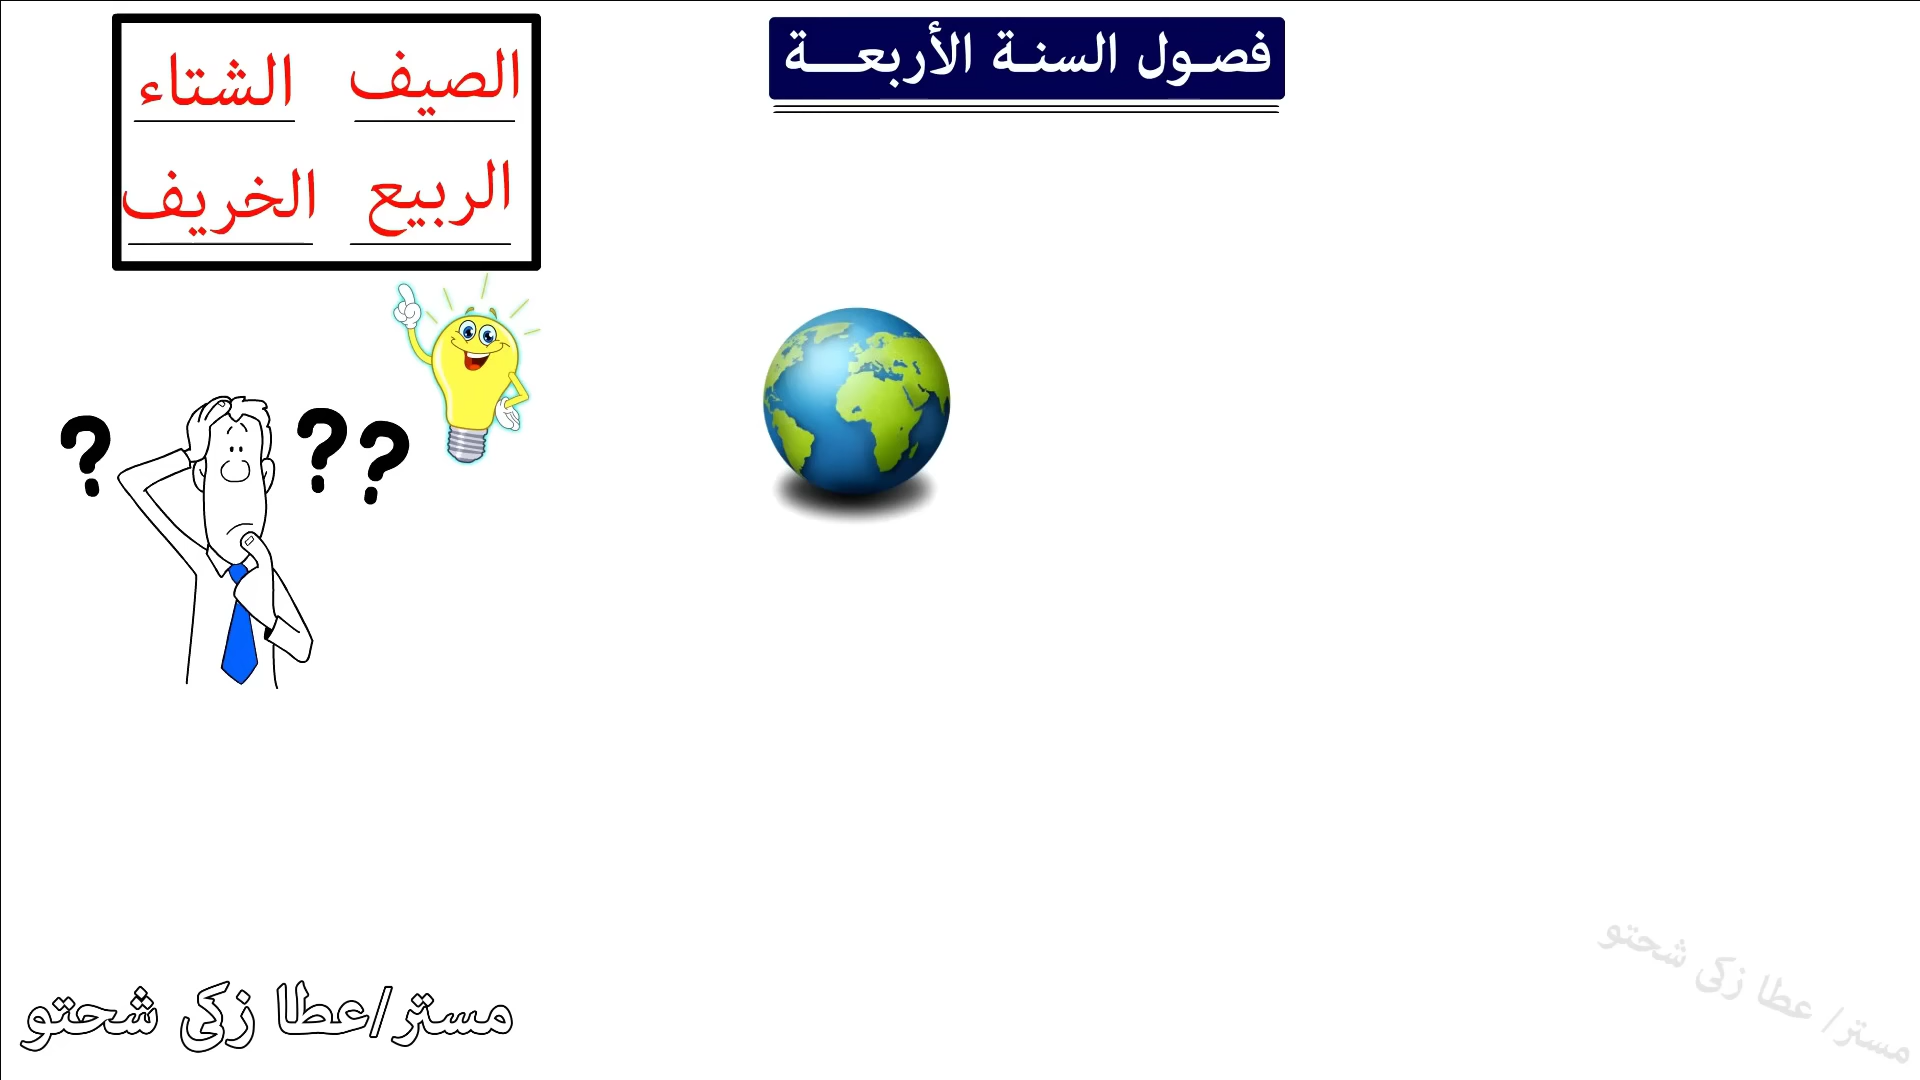 فصول السنة الأربعة
الصيف الشتاء
الربيع الخريف
? ? ?
مستر/عطا زكى شحتو
مستر/ عطا زكى شحتو